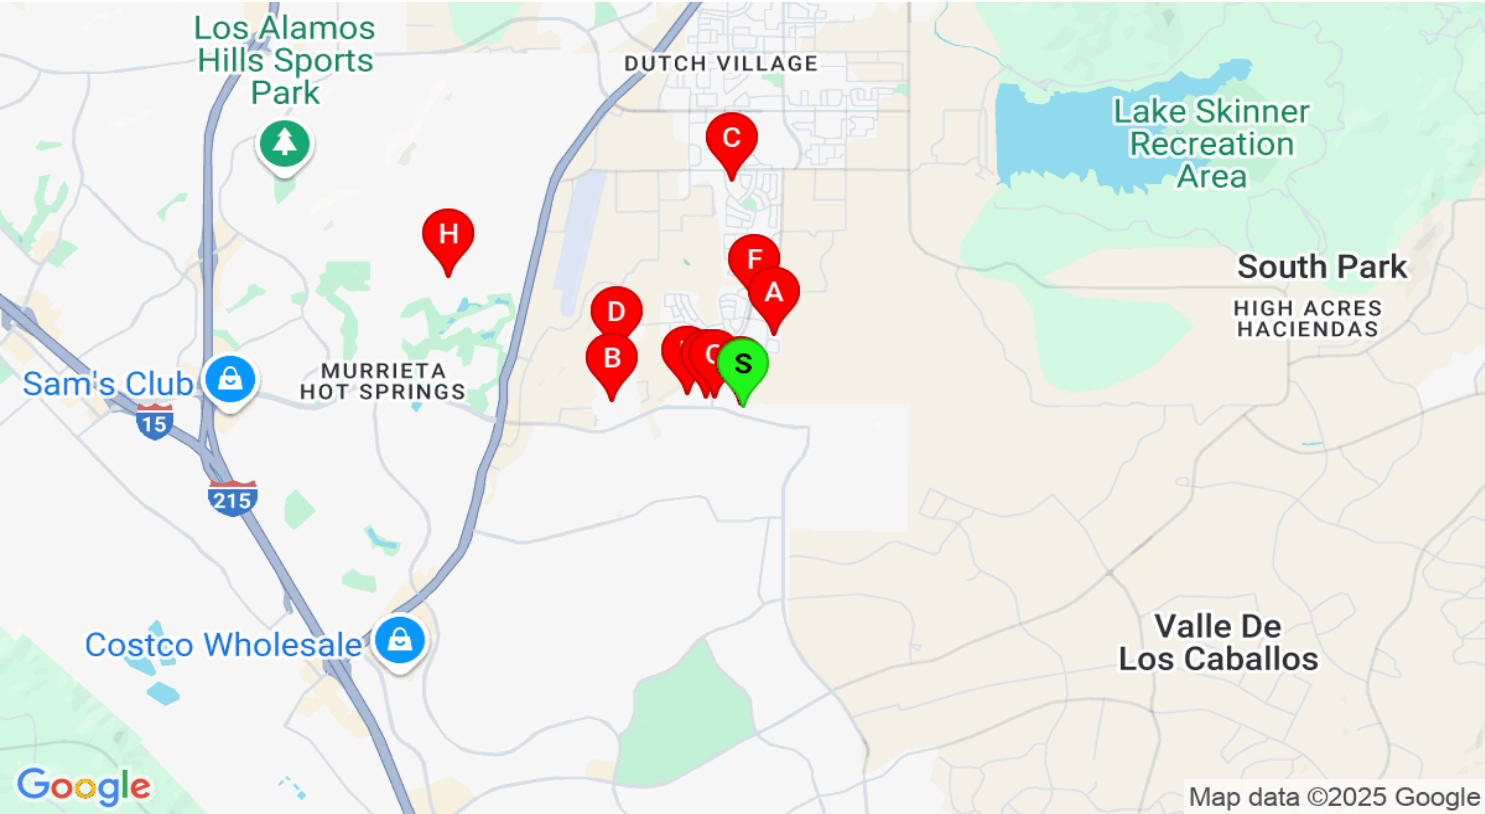 Los Alamos
Hills Sports
Park
DUTCH VILLAGE
C
Lake Skinner
Recreation
Area
H
F
A
South Park
HIGH ACRES
HACIENDAS
D
B
S
MURRIETA
HOT SPRINGS
Sam's Club
15
215
Costco Wholesale
Valle De
Los Caballos
Google
Map data ©2025 Google